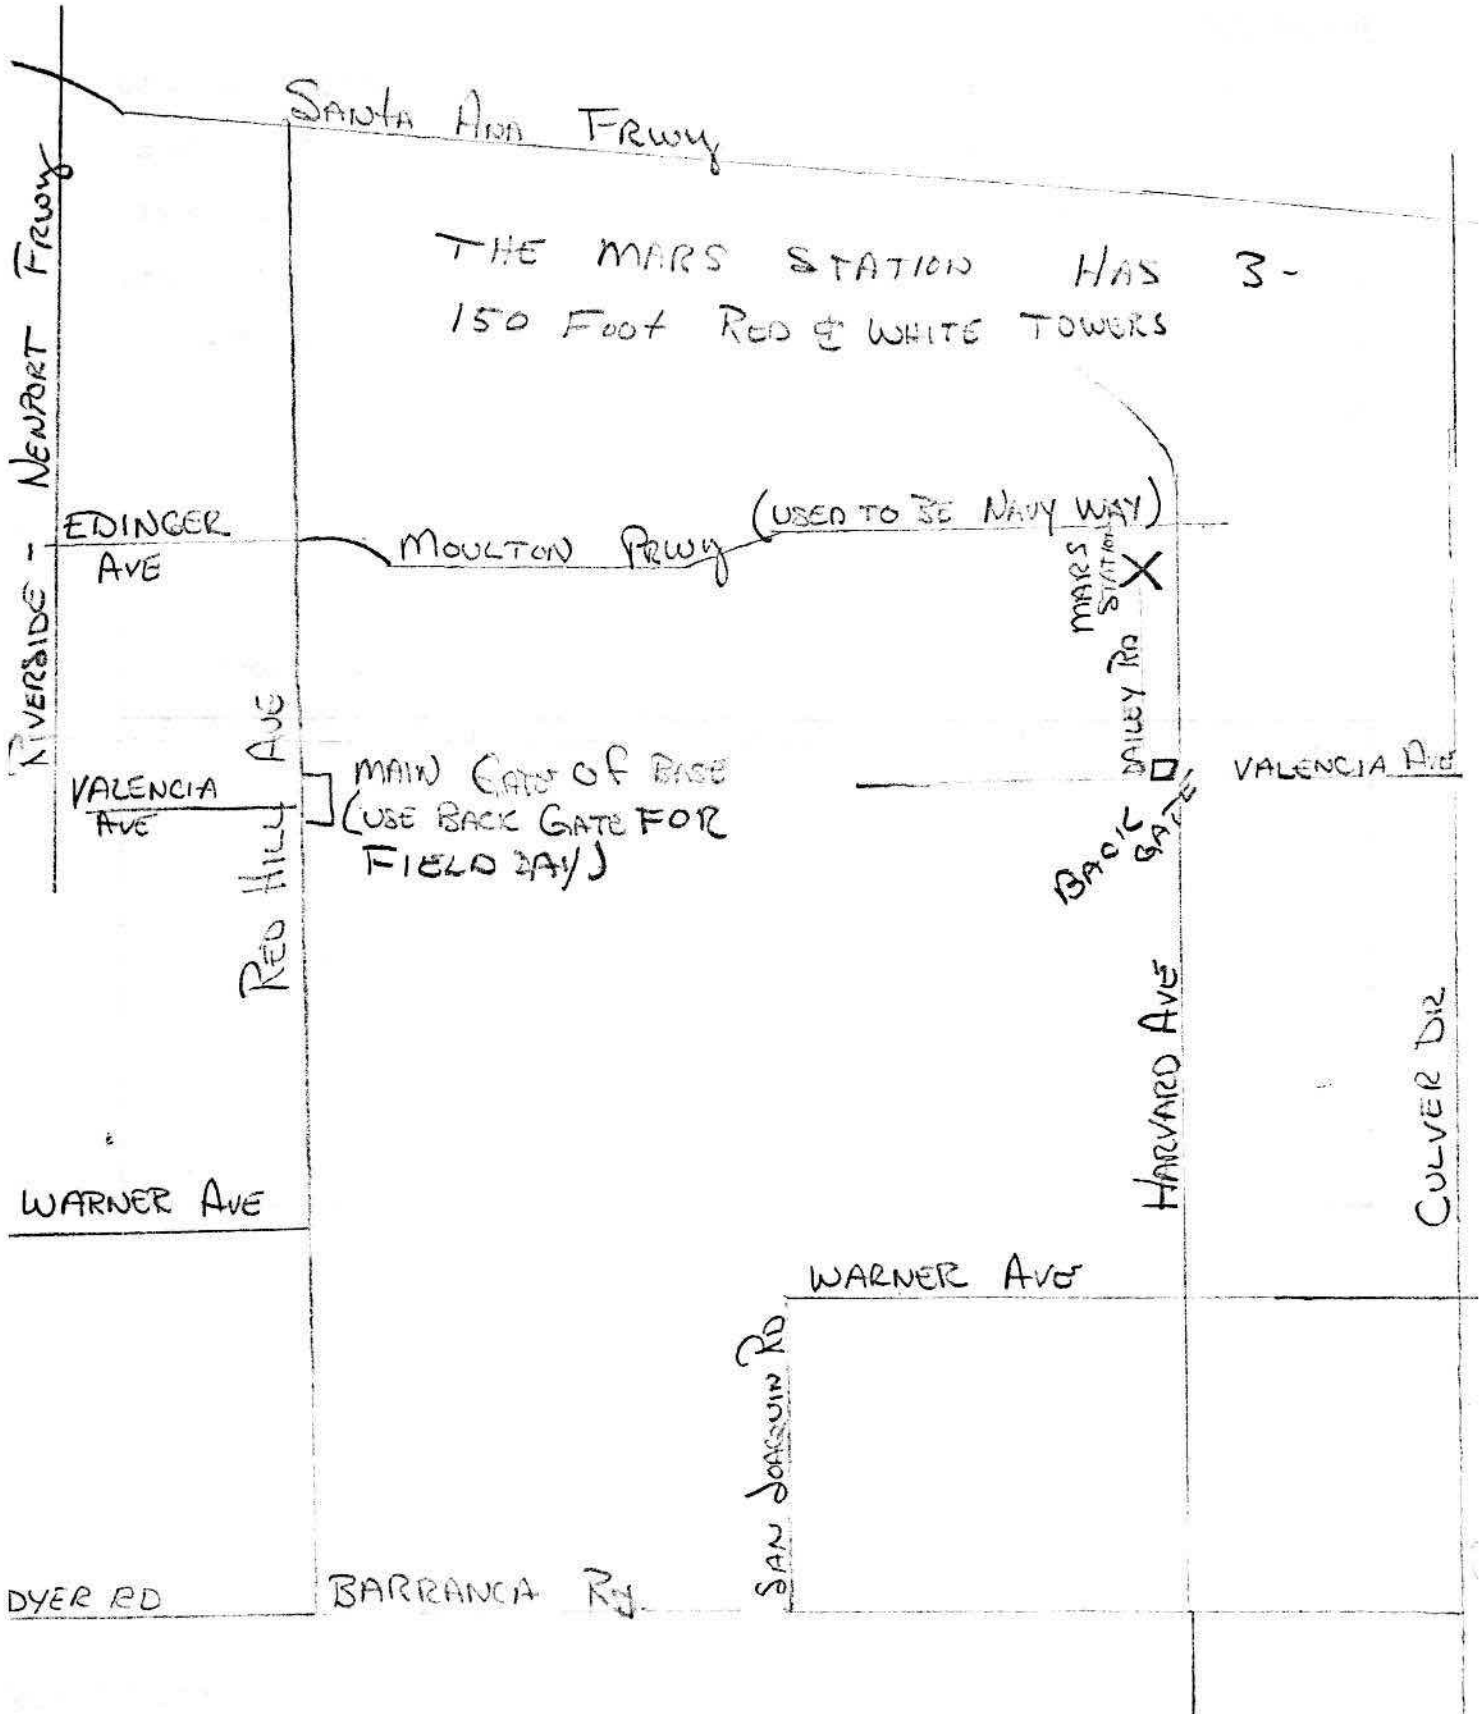 SANTA ANA FRWY
RIVERSIDE - NEWPORT FRWY
THE MARS STATION HAS 3-
150 FOOT RED & WHITE TOWERS
EDINGER
AVE
MOULTON PRWY
(USED TO BE NAVY WAY)
MARS
STATION
X
DAILEY RD
VALENCIA
AVE
RED HILL AVE
MAIN GATE OF BASE
(USE BACK GATE FOR
FIELD DAY)
BACK
GATE
VALENCIA AVE
HARVARD AVE
CULVER DR
WARNER AVE
WARNER AVE
SAN JOAQUIN RD
DYER RD
BARRANCA Rd.